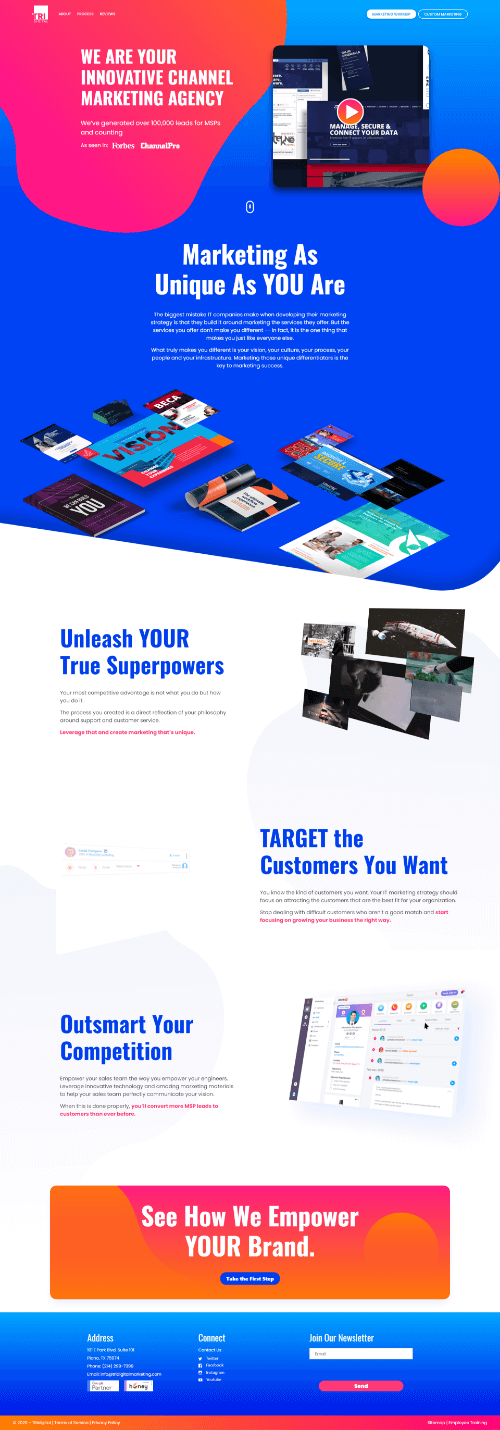 TRI
ABOUT PROCESS REVIEWS
CUSTOM MARKETING
WE ARE YOUR
INNOVATIVE CHANNEL
MARKETING AGENCY
We've generated over 100,000 leads for MSPs
and counting
As seen in: Forbes ChannelPro
MANAGE, SECURE &
CONNECT YOUR DATA
Marketing As
Unique As YOU Are
The biggest mistake IT companies make when developing their marketing
strategy is that they build it around marketing the services they offer. But the
services you offer don't make you different — in fact, it is the one thing that
makes you just like everyone else.
What truly makes you different is your vision, your culture, your process, your
people and your infrastructure. Marketing those unique differentiators is the
key to marketing success.
BECA
VISION
SECURE
YOU
Unleash YOUR
True Superpowers
Your most competitive advantage is not what you do but how
you do it.
The process you created is a direct reflection of your philosophy
around support and customer service.
Leverage that and create marketing that's unique.
TARGET the
Customers You Want
You know the kind of customers you want. Your IT marketing strategy should
focus on attracting the customers that are the best fit for your organization.
Stop dealing with difficult customers who aren't a good match and start
focusing on growing your business the right way.
Outsmart Your
Competition
Empower your sales team the way you empower your engineers.
Leverage innovative technology and amazing marketing materials
to help your sales team perfectly communicate your vision.
When this is done properly, you'll convert more MSP leads to
customers than ever before.
See How We Empower
YOUR Brand.
Take the First Step
Address Connect Join Our Newsletter
Contact Us
Plano, TX 75074
Twitter
Facebook
Email: info@tridigitalmarketing.com
Instagram
Youtube
Email
Google Partner
honey
Send
© 2020 - TRIdigital | Terms of Service | Privacy Policy
Sitemap | Employee Training